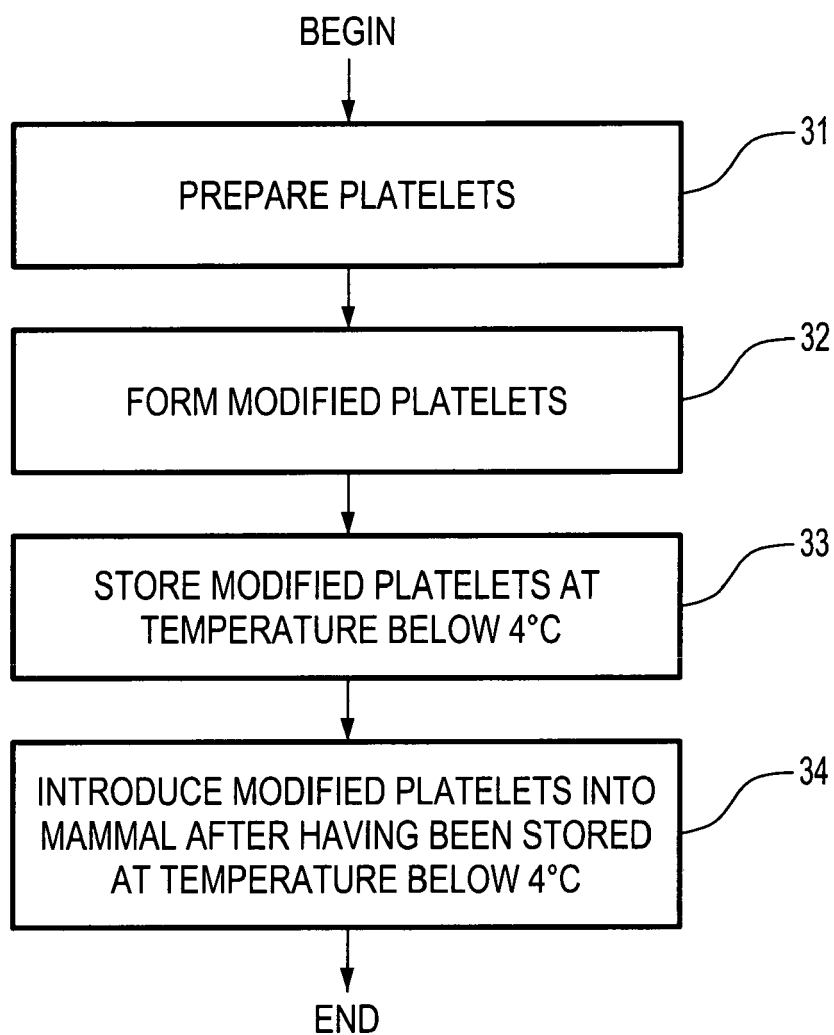 BEGIN
31
PREPARE PLATELETS
32
FORM MODIFIED PLATELETS
33
STORE MODIFIED PLATELETS AT
TEMPERATURE BELOW 4°C
34
INTRODUCE MODIFIED PLATELETS INTO
MAMMAL AFTER HAVING BEEN STORED
AT TEMPERATURE BELOW 4°C
END